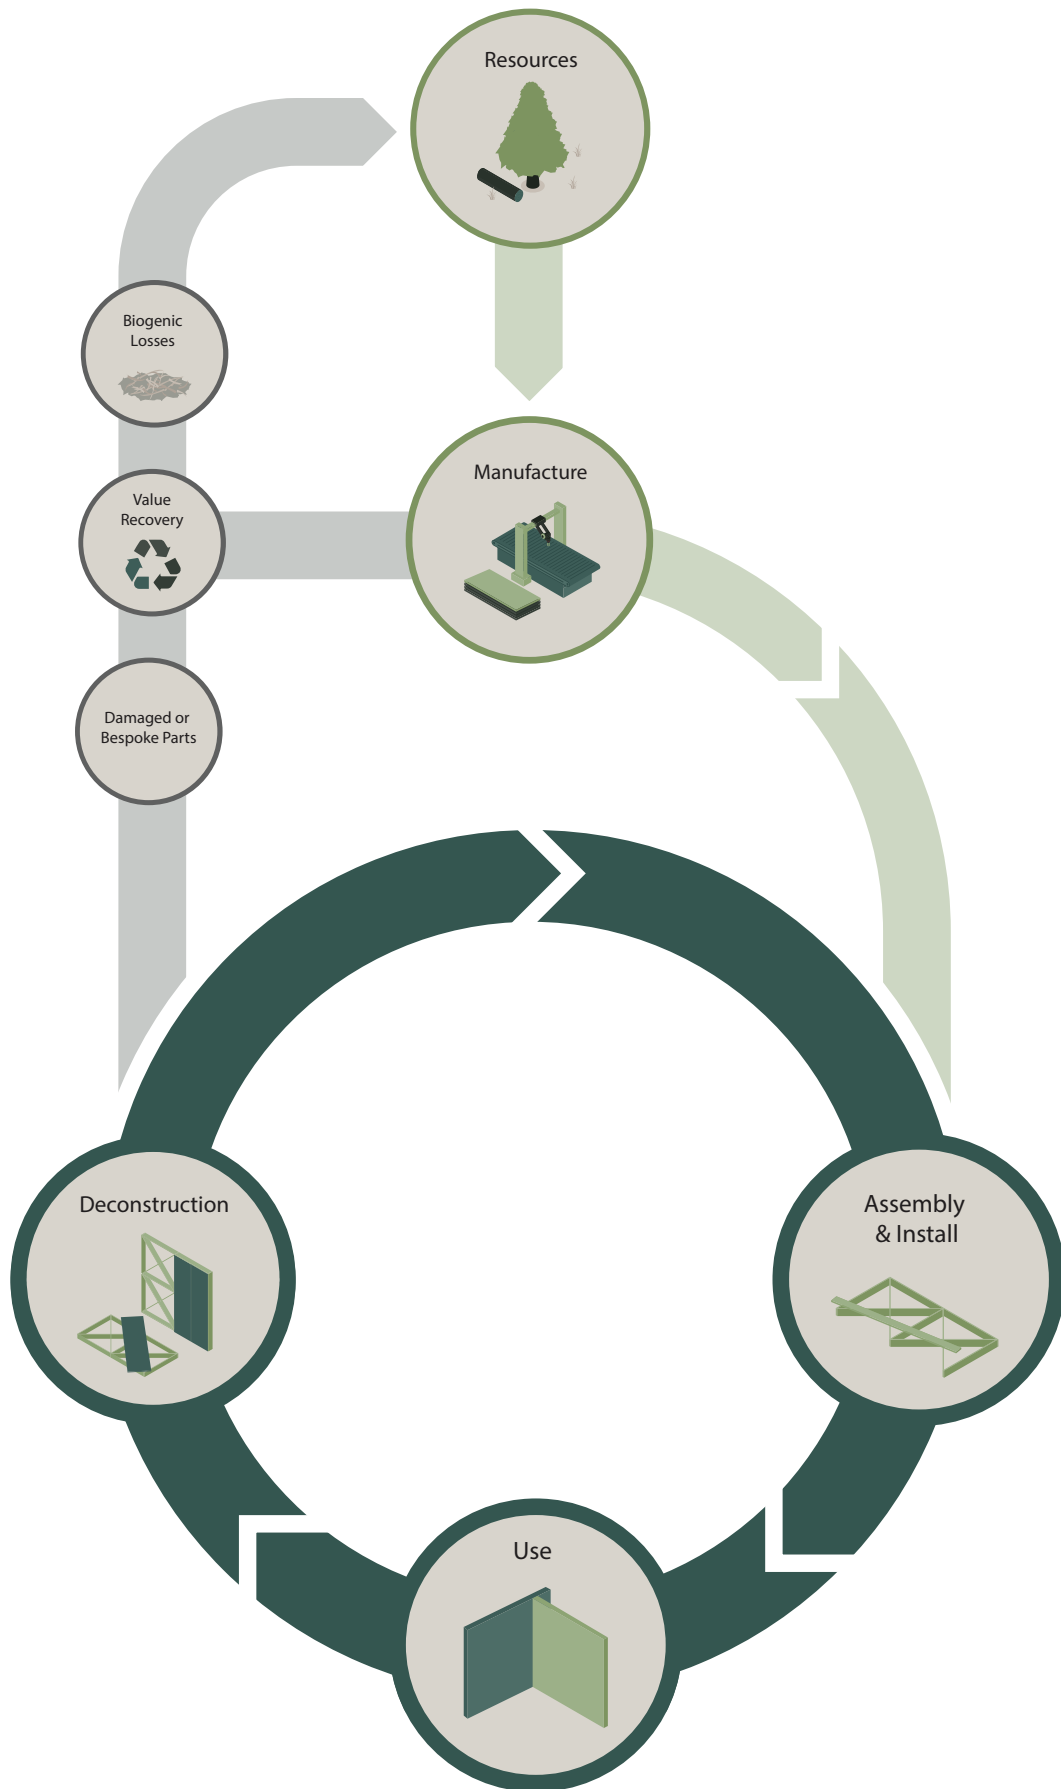 Resources
Biogenic
Losses
Manufacture
Value
Recovery
Damaged or
Bespoke Parts
Deconstruction
Assembly
& Install
Use